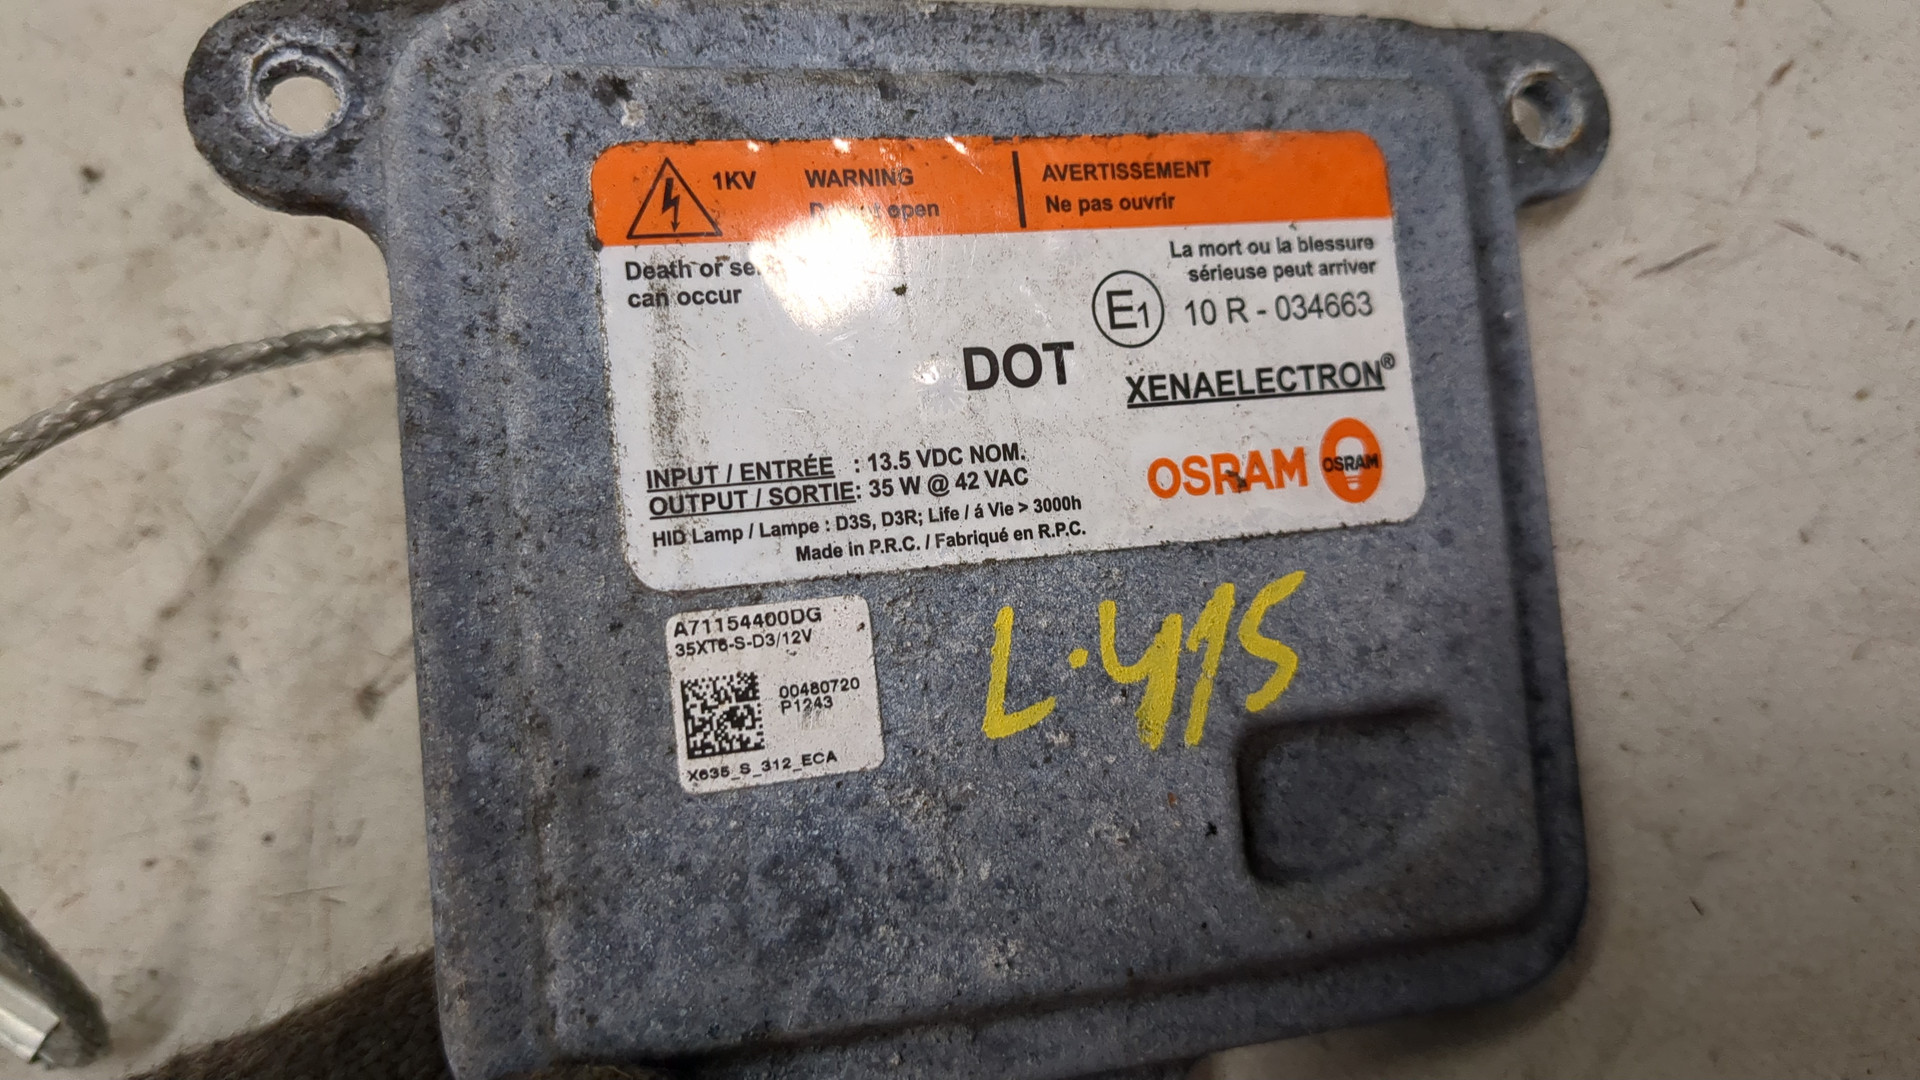 1KV
WARNING
open
AVERTISSEMENT
Ne pas ouvrir
Death or
can occur
La mort ou la blessure
sérieuse peut arriver
E1 10 R - 034663
DOT
XENAELECTRON®
INPUT / ENTRÉE : 13.5 VDC NOM.
OUTPUT / SORTIE: 35 W @ 42 VAC
HID Lamp / Lampe : D3S, D3R; Life / á Vie > 3000h
Made in P.R.C. / Fabriqué en R.P.C.
OSRAM
OSRAM
A71154400DG
35XT6-S-D3/12V
00480720
P1243
X635_S_312_ECA
L.415